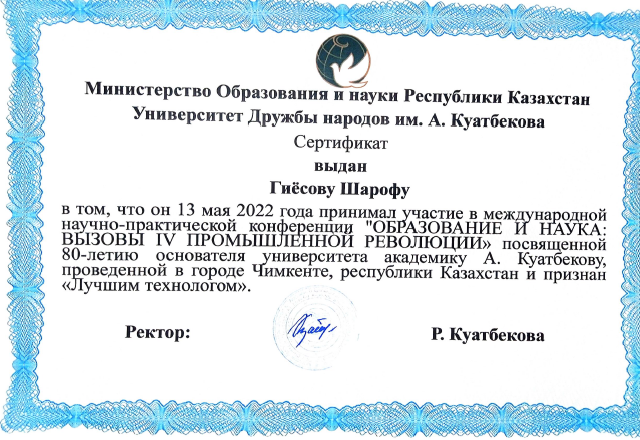 Министерство Образования и науки Республики Казахстан
Университет Дружбы народов им. А. Куатбекова
Сертификат
выдан
Гиёсову Шарофу
в том, что он 13 мая 2022 года принимал участие в международной
научно-практической конференции "ОБРАЗОВАНИЕ И НАУКА:
ВЫЗОВЫ IV ПРОМЫШЛЕННОЙ РЕВОЛЮЦИИ» посвященной
80-летию основателя университета академику А. Куатбекову,
проведенной в городе Чимкенте, республики Казахстан и признан
«Лучшим технологом».
Ректор: Р. Куатбекова